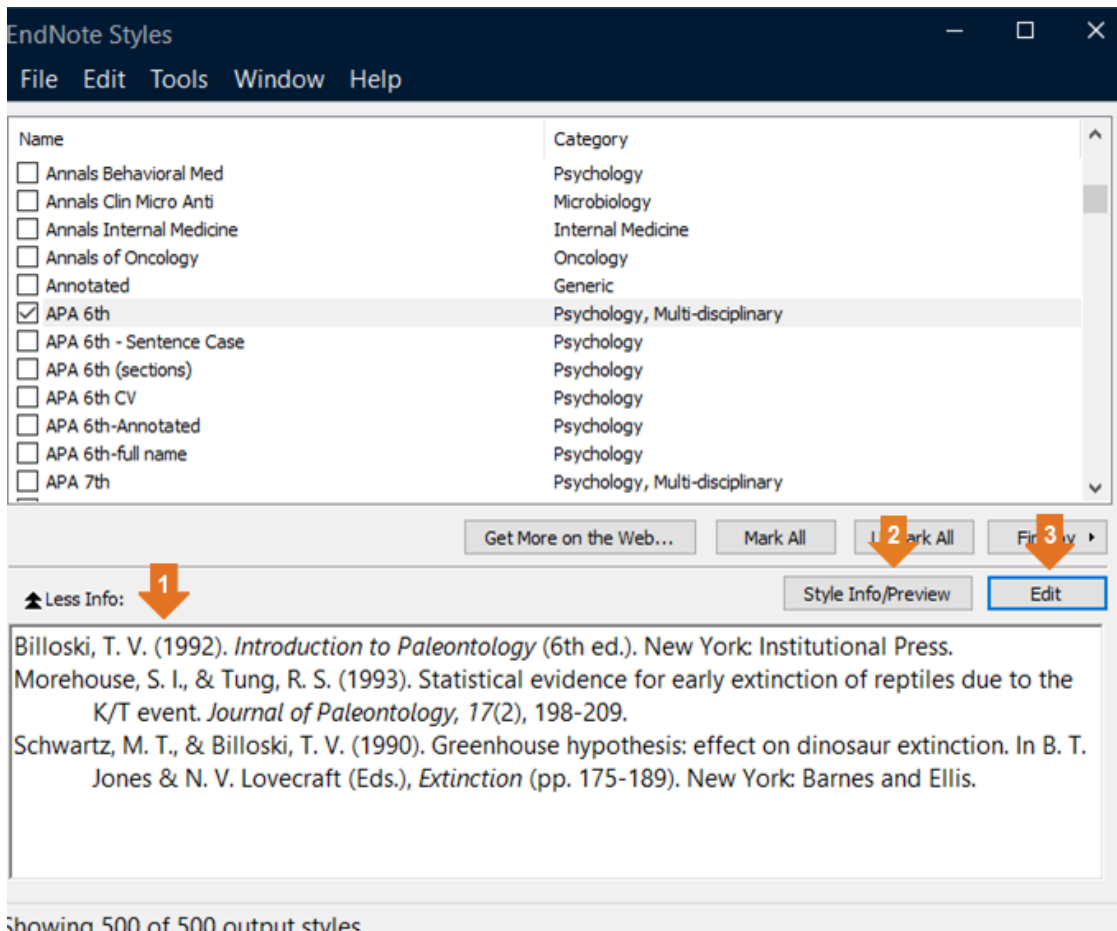 EndNote Styles
File Edit Tools Window Help
Name Category
Annals Behavioral Med Psychology
Annals Clin Micro Anti Microbiology
Annals Internal Medicine Internal Medicine
Annals of Oncology Oncology
Annotated Generic
APA 6th Psychology, Multi-disciplinary
APA 6th - Sentence Case Psychology
APA 6th (sections) Psychology
APA 6th CV Psychology
APA 6th-Annotated Psychology
APA 6th-full name Psychology
APA 7th Psychology, Multi-disciplinary
Get More on the Web... Mark All 2 All 3
1
Less Info: Style Info/Preview Edit
Billoski, T. V. (1992). Introduction to Paleontology (6th ed.). New York: Institutional Press.
Morehouse, S. I., & Tung, R. S. (1993). Statistical evidence for early extinction of reptiles due to the
K/T event. Journal of Paleontology, 17(2), 198-209.
Schwartz, M. T., & Billoski, T. V. (1990). Greenhouse hypothesis: effect on dinosaur extinction. In B. T.
Jones & N. V. Lovecraft (Eds.), Extinction (pp. 175-189). New York: Barnes and Ellis.
Showing 500 of 500 output styles